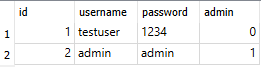 id username password admin
1 1 testuser 1234 0
2 2 admin admin 1